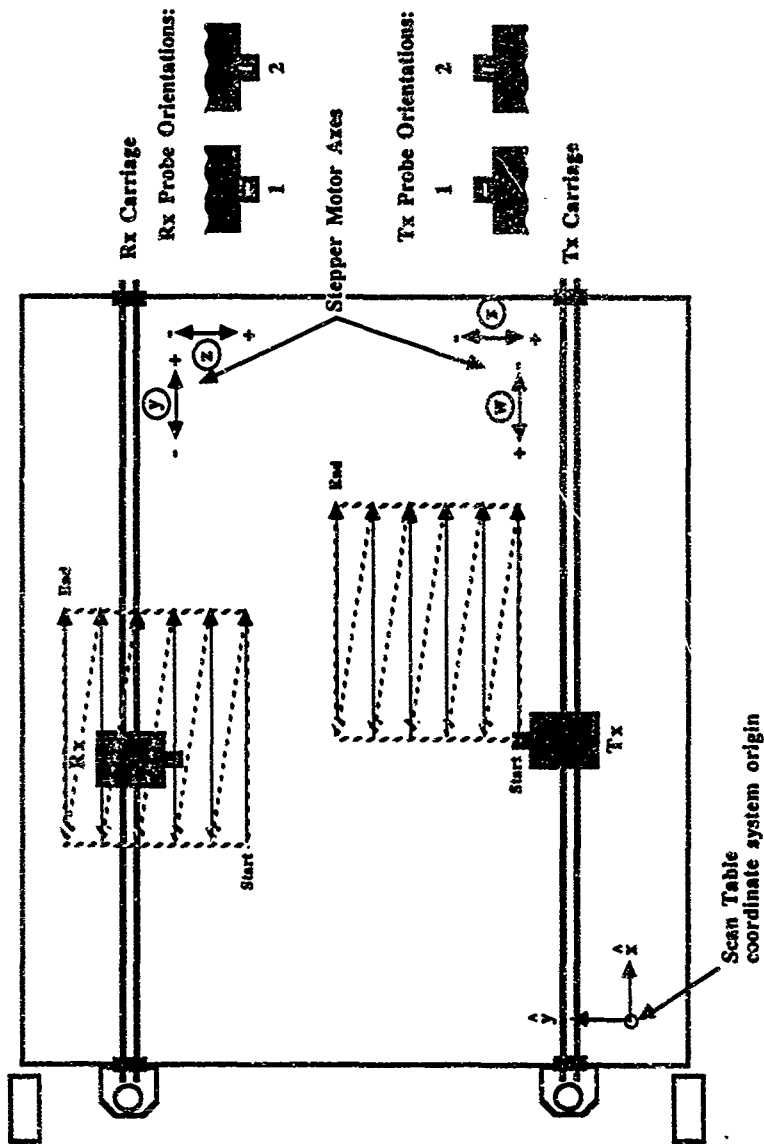 Rx Carriage
Rx Probe Orientations:
1
2
Stepper Motor Axes
Tx Probe Orientations:
1
2
Tx Carriage
y
-
+
z
-
+
w
+
-
x
-
+
End
Rx
Start
End
Start
Tx
ŷ
x̂
Scan Table
coordinate system origin